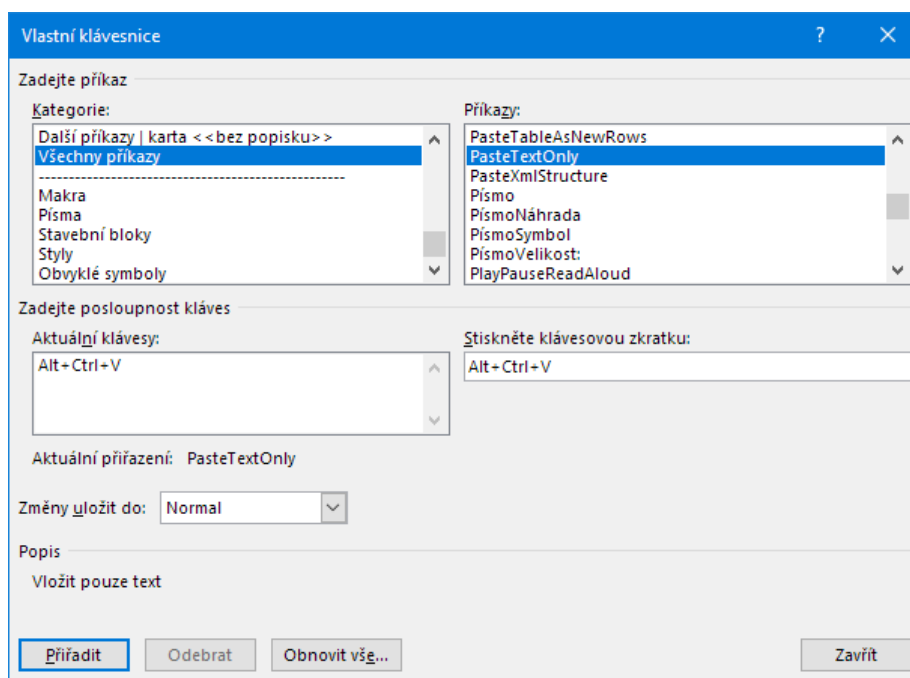 Vlastní klávesnice
?
Zadejte příkaz
Kategorie:
Další příkazy | karta <<bez popisku>>
Všechny příkazy
---------------------------------------------------
Makra
Písma
Stavební bloky
Styly
Obvyklé symboly
Příkazy:
PasteTableAsNewRows
PasteTextOnly
PasteXmlStructure
Písmo
PísmoNáhrada
PísmoSymbol
PísmoVelikost:
PlayPauseReadAloud
Zadejte posloupnost kláves
Aktuální klávesy:
Alt+Ctrl+V
Stiskněte klávesovou zkratku:
Alt+Ctrl+V
Aktuální přiřazení: PasteTextOnly
Změny uložit do: Normal
Popis
Vložit pouze text
Přiřadit Odebrat Obnovit vše... Zavřít